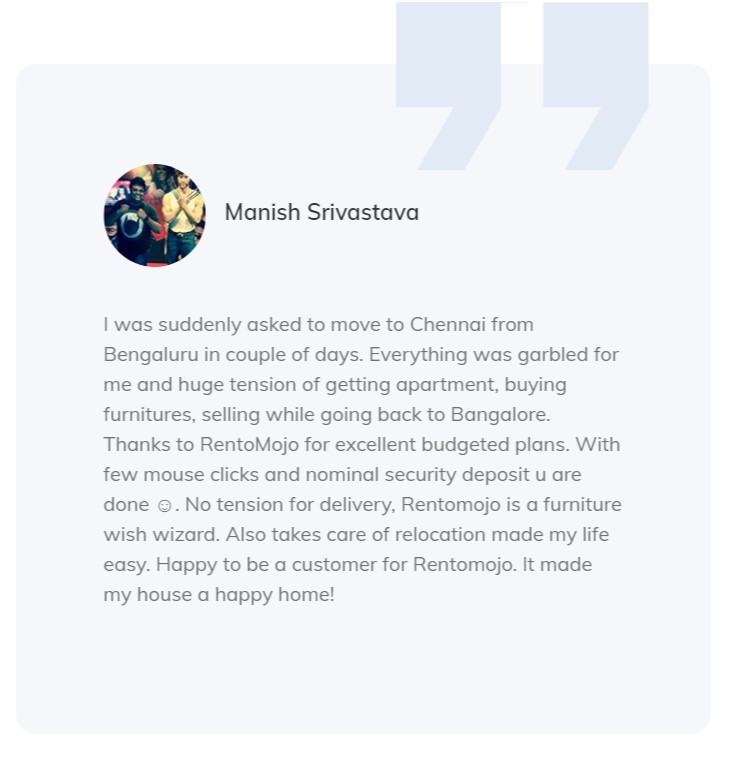 Manish Srivastava
I was suddenly asked to move to Chennai from
Bengaluru in couple of days. Everything was garbled for
me and huge tension of getting apartment, buying
furnitures, selling while going back to Bangalore.
Thanks to RentoMojo for excellent budgeted plans. With
few mouse clicks and nominal security deposit u are
done ☺. No tension for delivery, Rentomojo is a furniture
wish wizard. Also takes care of relocation made my life
easy. Happy to be a customer for Rentomojo. It made
my house a happy home!